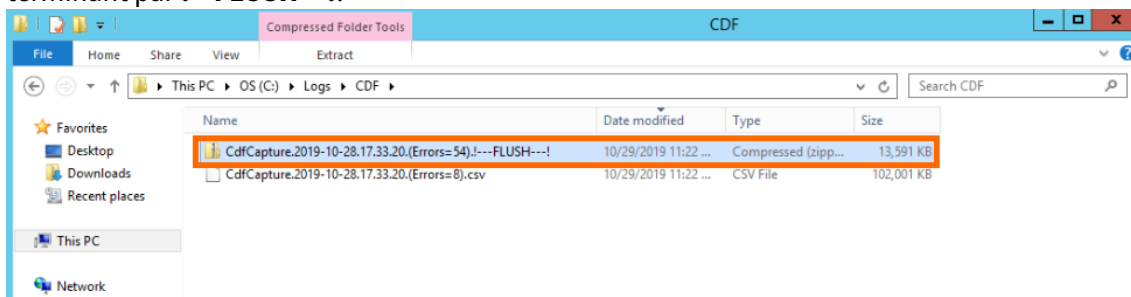 CDF
Compressed Folder Tools
File Home Share View Extract
This PC OS (C:) Logs CDF
Search CDF
Name Date modified Type Size
Favorites
Desktop
Downloads
Recent places
This PC
Network
CdfCapture.2019-10-28.17.33.20.(Errors=54).!---FLUSH---! 10/29/2019 11:22 ... Compressed (zipp... 13,591 KB
CdfCapture.2019-10-28.17.33.20.(Errors=8).csv 10/29/2019 11:22 ... CSV File 102,001 KB